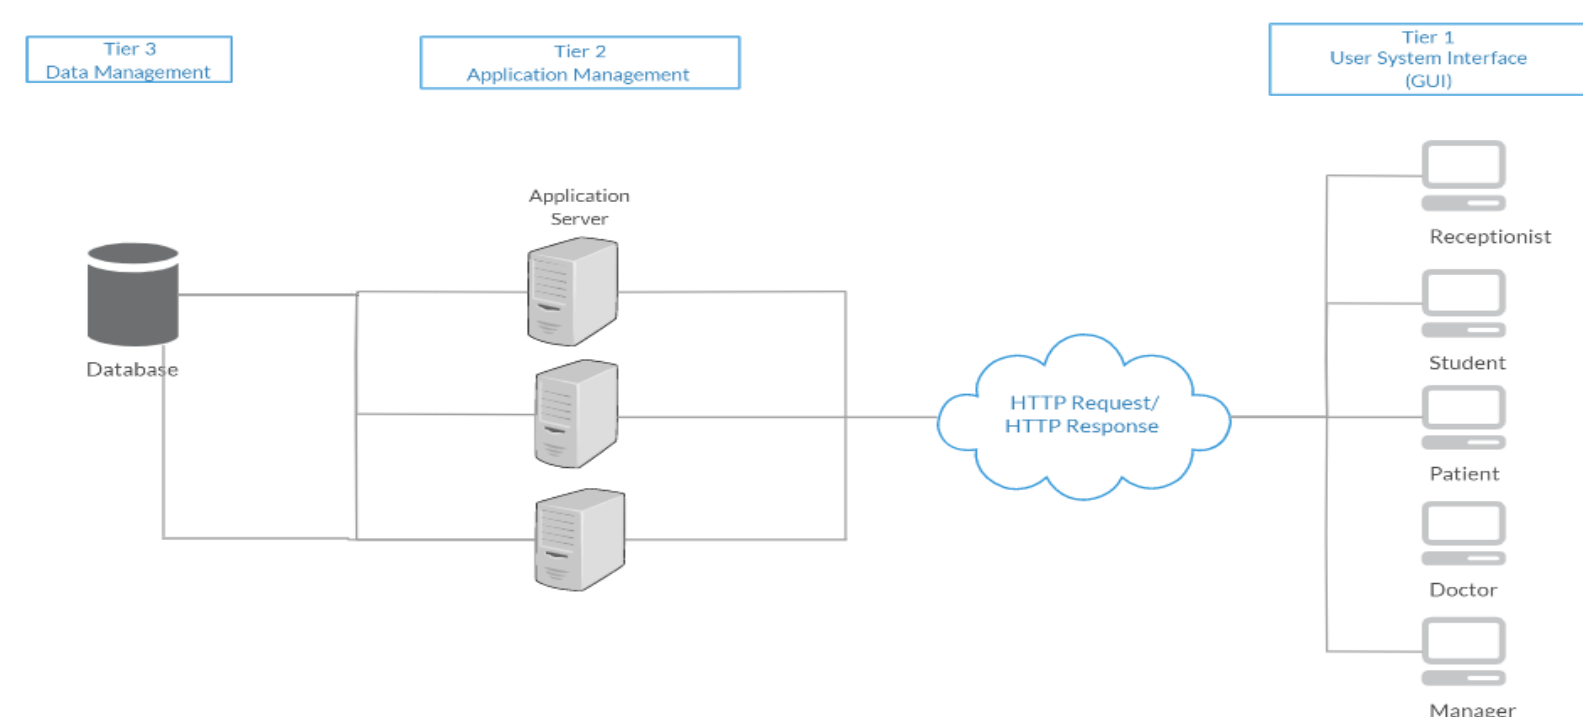 Tier 3
Data Management
Tier 2
Application Management
Tier 1
User System Interface
(GUI)
Application
Server
Database
HTTP Request/
HTTP Response
Receptionist
Student
Patient
Doctor
Manager